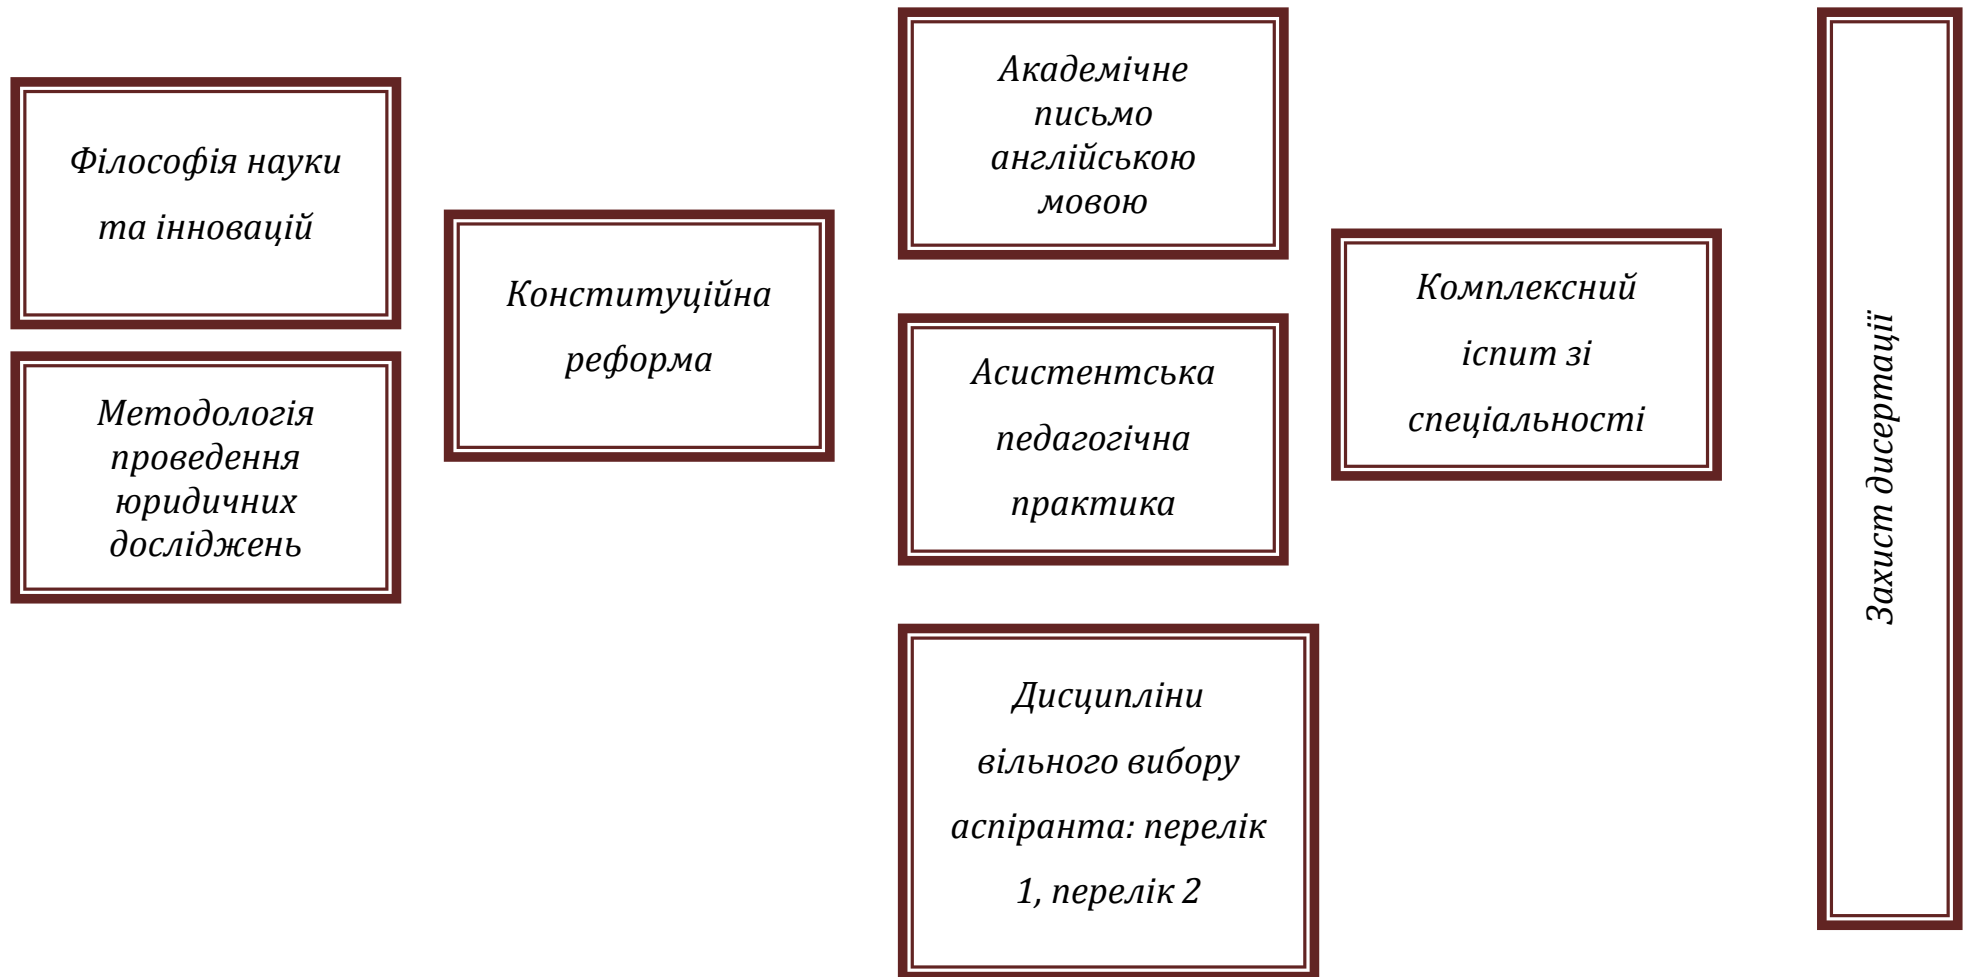 Філософія науки
та інновацій
Методологія
проведення
юридичних
досліджень
Конституційна
реформа
Академічне
письмо
англійською
мовою
Асистентська
педагогічна
практика
Дисципліни
вільного вибору
аспіранта: перелік
1, перелік 2
Комплексний
іспит зі
спеціальності
Захист дисертації